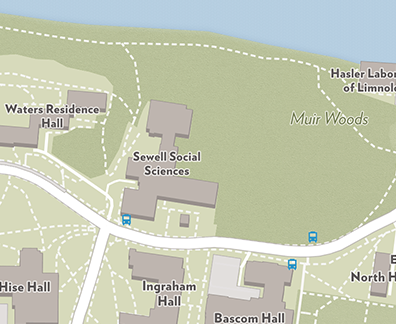 Hasler Labor
of Limnolo
Waters Residence
Hall
Muir Woods
Sewell Social
Sciences
Hise Hall
Ingraham
Hall
Bascom Hall
North H